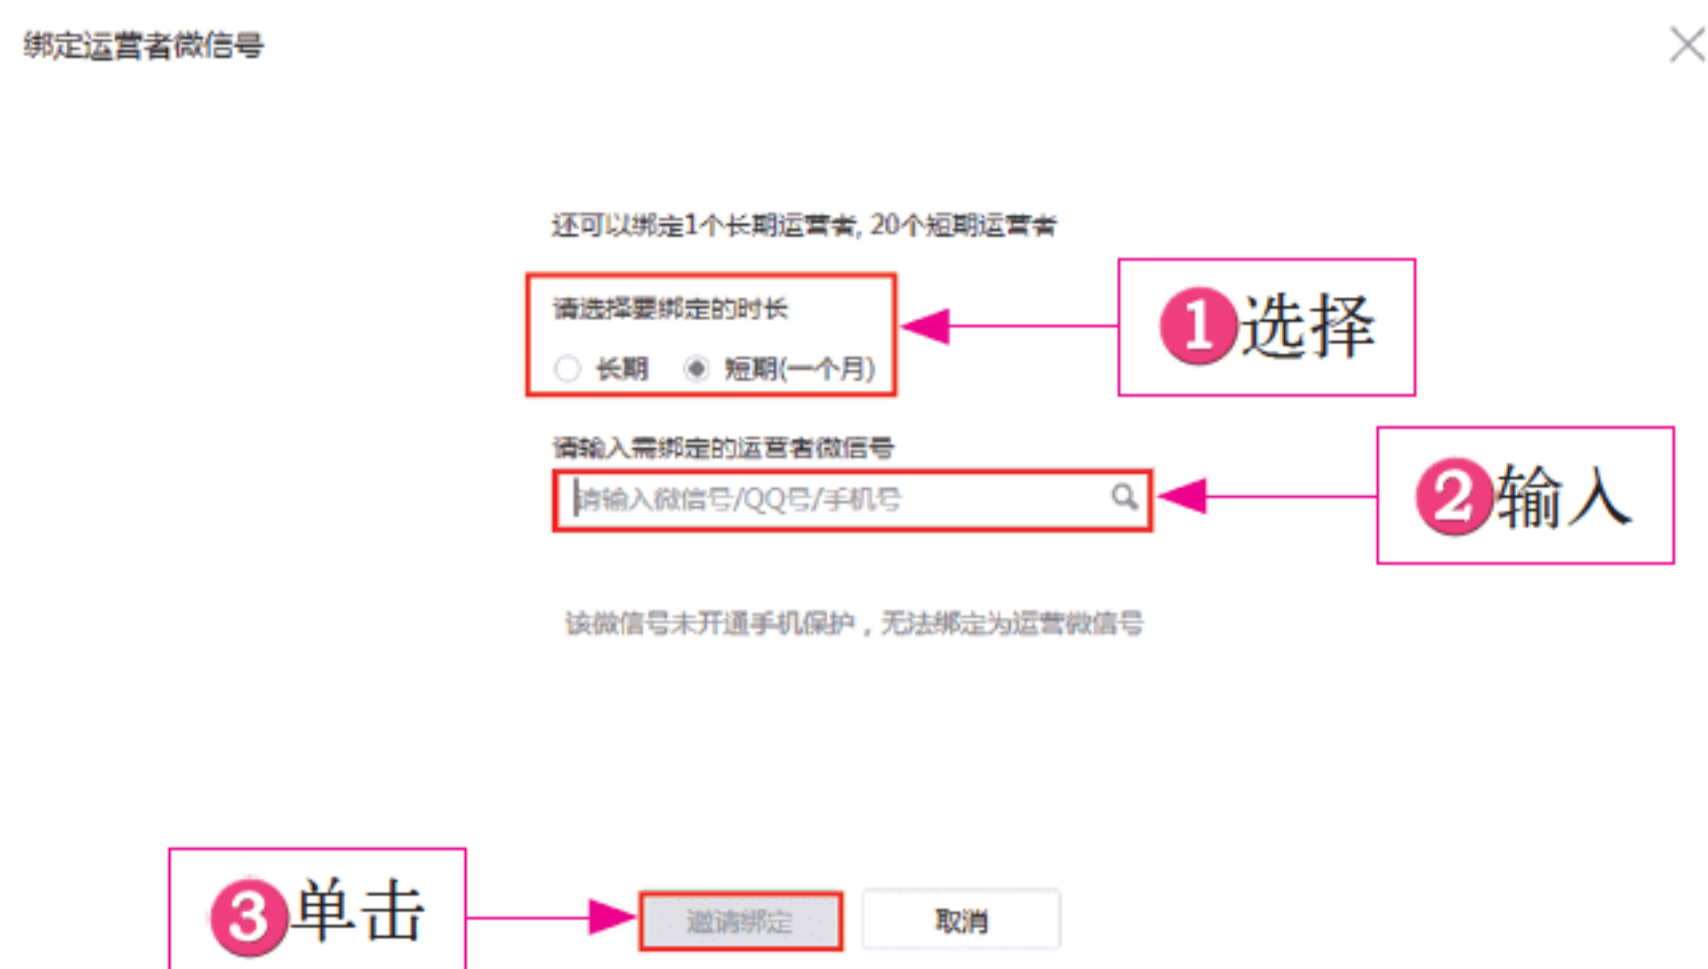 绑定运营者微信号
还可以绑定1个长期运营者, 20个短期运营者
请选择要绑定的时长
长期 短期(一个月)
1选择
请输入需绑定的运营者微信号
请输入微信号/QQ号/手机号
2输入
该微信号未开通手机保护，无法绑定为运营微信号
3单击
邀请绑定 取消